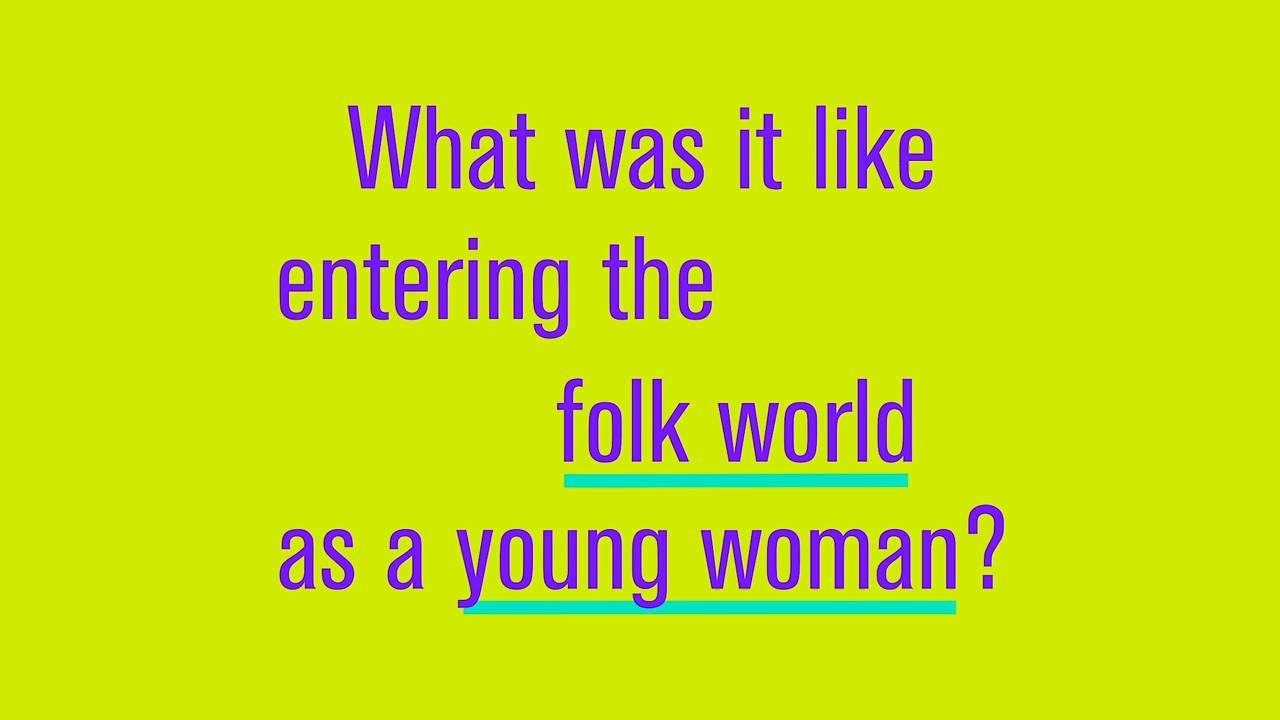 What was it like
entering the
folk world
as a young woman?